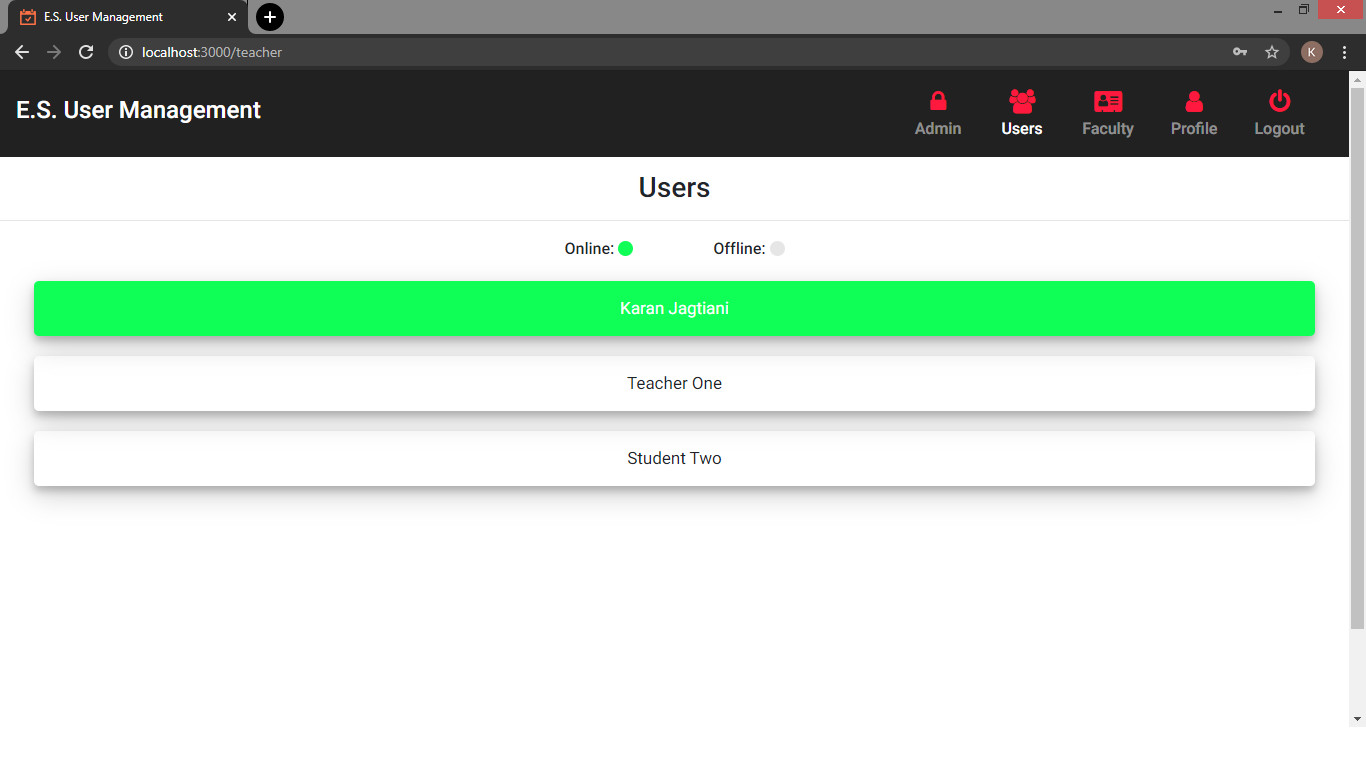 E.S. User Management
localhost:3000/teacher
K
E.S. User Management
Admin Users Faculty Profile Logout
Users
Online: Offline:
Karan Jagtiani
Teacher One
Student Two